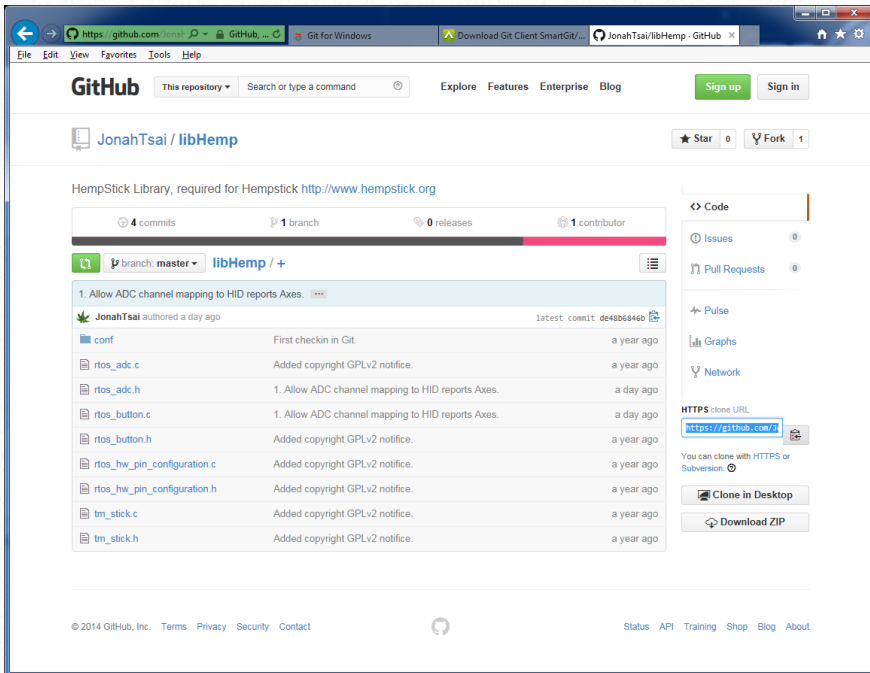 https://github.com/Jonah GitHub, ... Git for Windows Download Git Client SmartGit/... JonahTsai/libHemp · GitHub
File Edit View Favorites Tools Help
GitHub This repository Search or type a command Explore Features Enterprise Blog Sign up Sign in
JonahTsai / libHemp Star 0 Fork 1
HempStick Library, required for Hempstick http://www.hempstick.org
<> Code
4 commits 1 branch 0 releases 1 contributor
Issues 0
branch: master libHemp / +
Pull Requests 0
1. Allow ADC channel mapping to HID reports Axes. ...
JonahTsai authored a day ago latest commit de48b6846b
Pulse
conf First checkin in Git. a year ago
Graphs
rtos_adc.c Added copyright GPLv2 notifice. a year ago
Network
rtos_adc.h 1. Allow ADC channel mapping to HID reports Axes. a day ago
rtos_button.c 1. Allow ADC channel mapping to HID reports Axes. a day ago
HTTPS clone URL
https://github.com/J
rtos_button.h Added copyright GPLv2 notifice. a year ago
You can clone with HTTPS or
Subversion.
rtos_hw_pin_configuration.c Added copyright GPLv2 notifice. a year ago
rtos_hw_pin_configuration.h Added copyright GPLv2 notifice. a year ago
Clone in Desktop
tm_stick.c Added copyright GPLv2 notifice. a year ago
Download ZIP
tm_stick.h Added copyright GPLv2 notifice. a year ago
© 2014 GitHub, Inc. Terms Privacy Security Contact Status API Training Shop Blog About